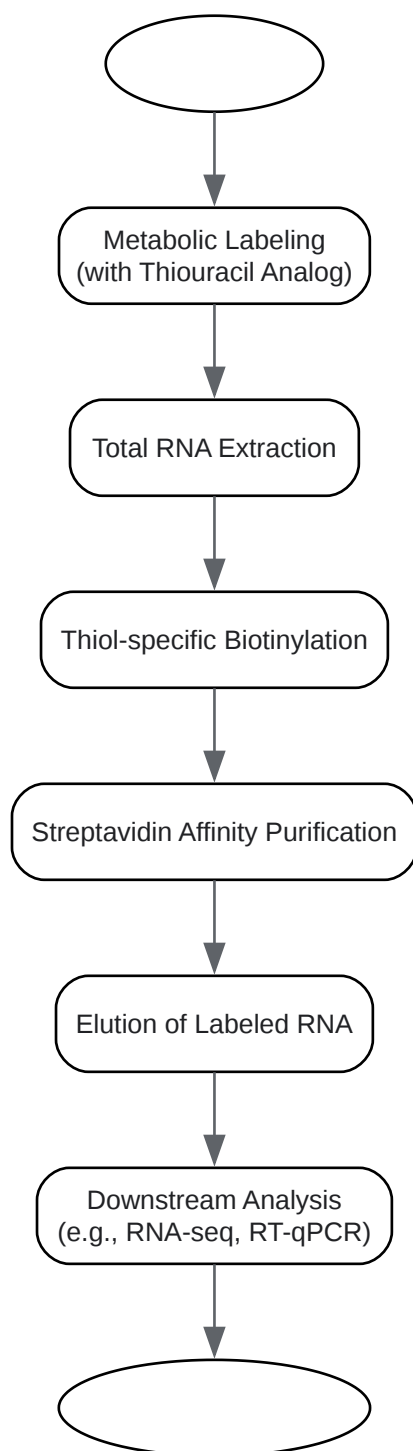 Metabolic Labeling
(with Thiouracil Analog)
Total RNA Extraction
Thiol-specific Biotinylation
Streptavidin Affinity Purification
Elution of Labeled RNA
Downstream Analysis
(e.g., RNA-seq, RT-qPCR)